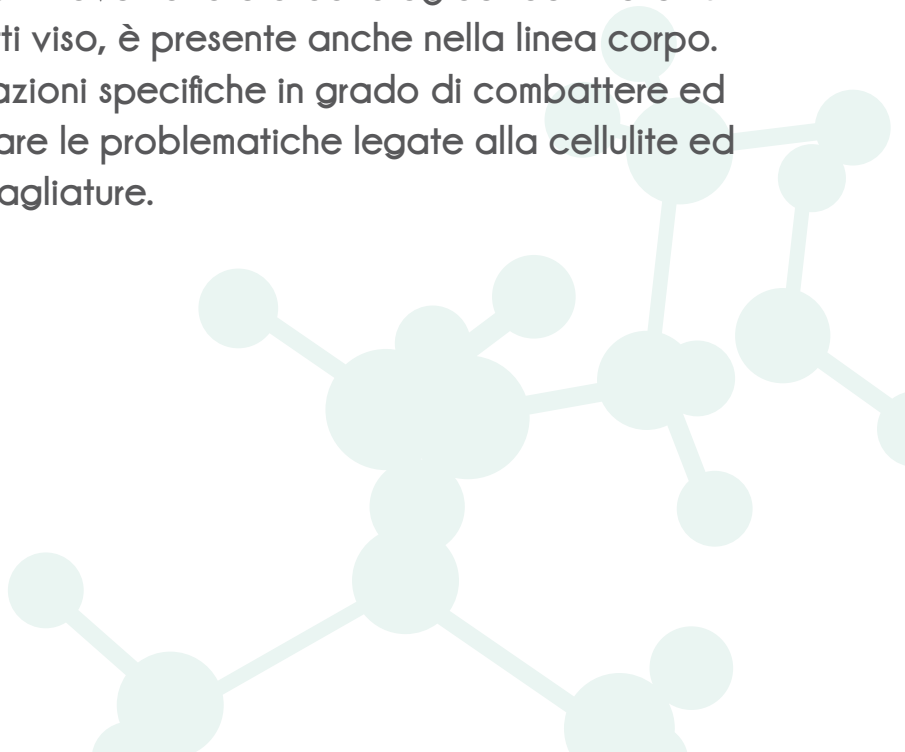 ti viso, è presente anche nella linea corpo.
azioni specifiche in grado di combattere ed
are le problematiche legate alla cellulite ed
agliature.